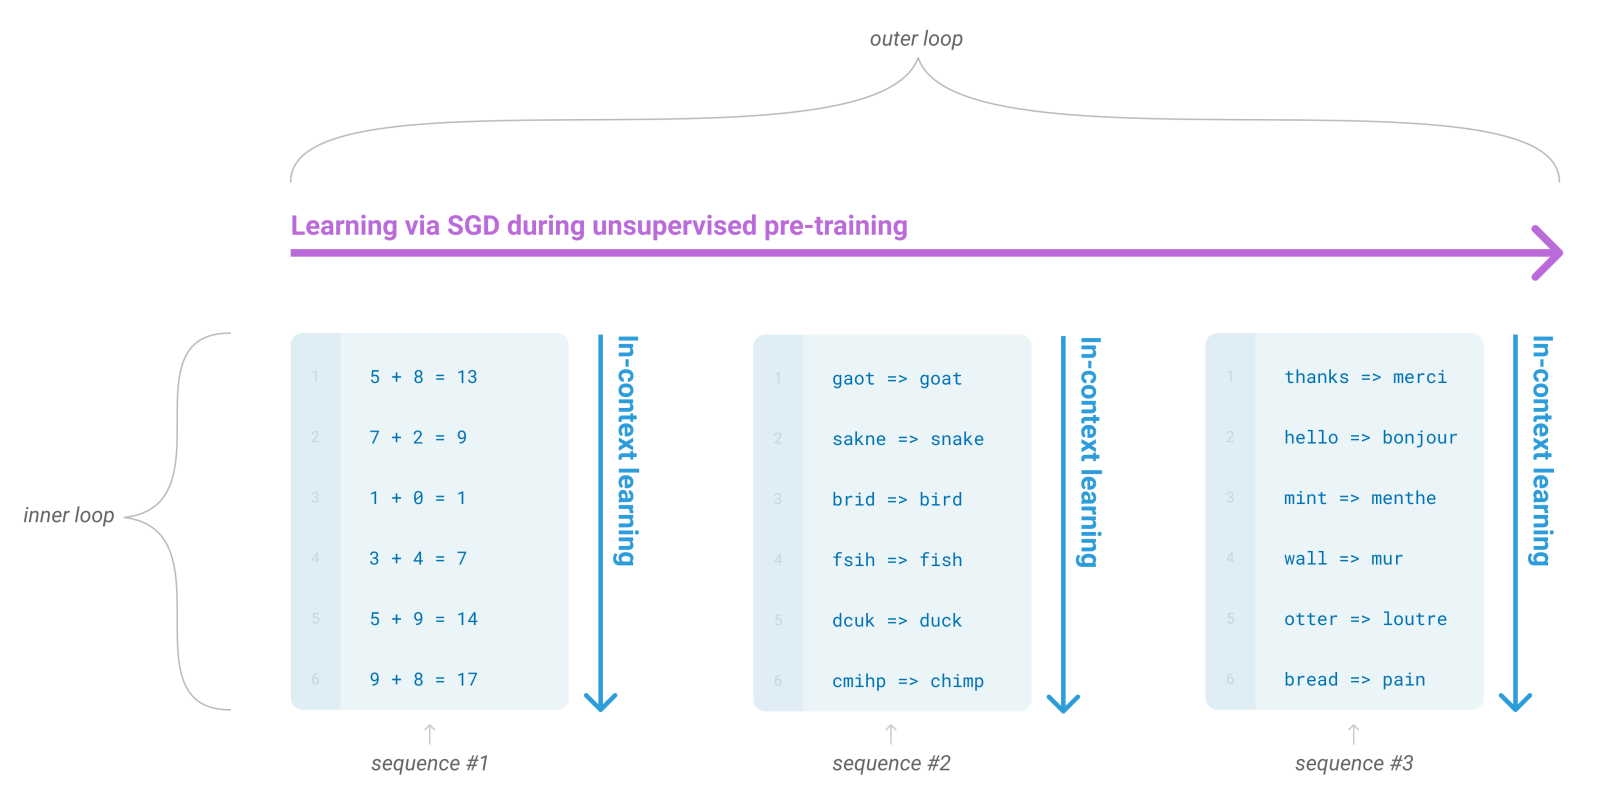 outer loop
Learning via SGD during unsupervised pre-training
inner loop
1 5 + 8 = 13
2 7 + 2 = 9
3 1 + 0 = 1
4 3 + 4 = 7
5 5 + 9 = 14
6 9 + 8 = 17
In-context learning
sequence #1
1 gaot => goat
2 sakne => snake
3 brid => bird
4 fsih => fish
5 dcuk => duck
6 cmihp => chimp
In-context learning
sequence #2
1 thanks => merci
2 hello => bonjour
3 mint => menthe
4 wall => mur
5 otter => loutre
6 bread => pain
In-context learning
sequence #3